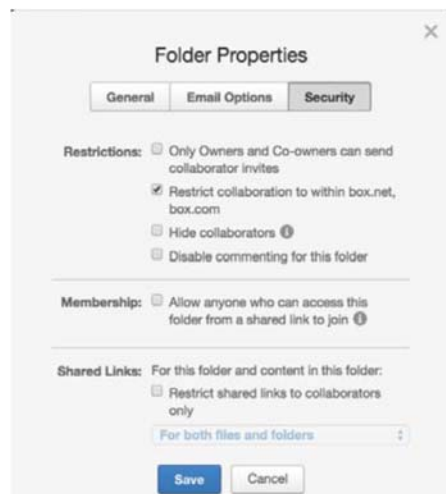 Folder Properties
General Email Options Security
Restrictions: Only Owners and Co-owners can send
collaborator invites
Restrict collaboration to within box.net,
box.com
Hide collaborators
Disable commenting for this folder
Membership: Allow anyone who can access this
folder from a shared link to join
Shared Links: For this folder and content in this folder:
Restrict shared links to collaborators
only
For both files and folders
Save Cancel